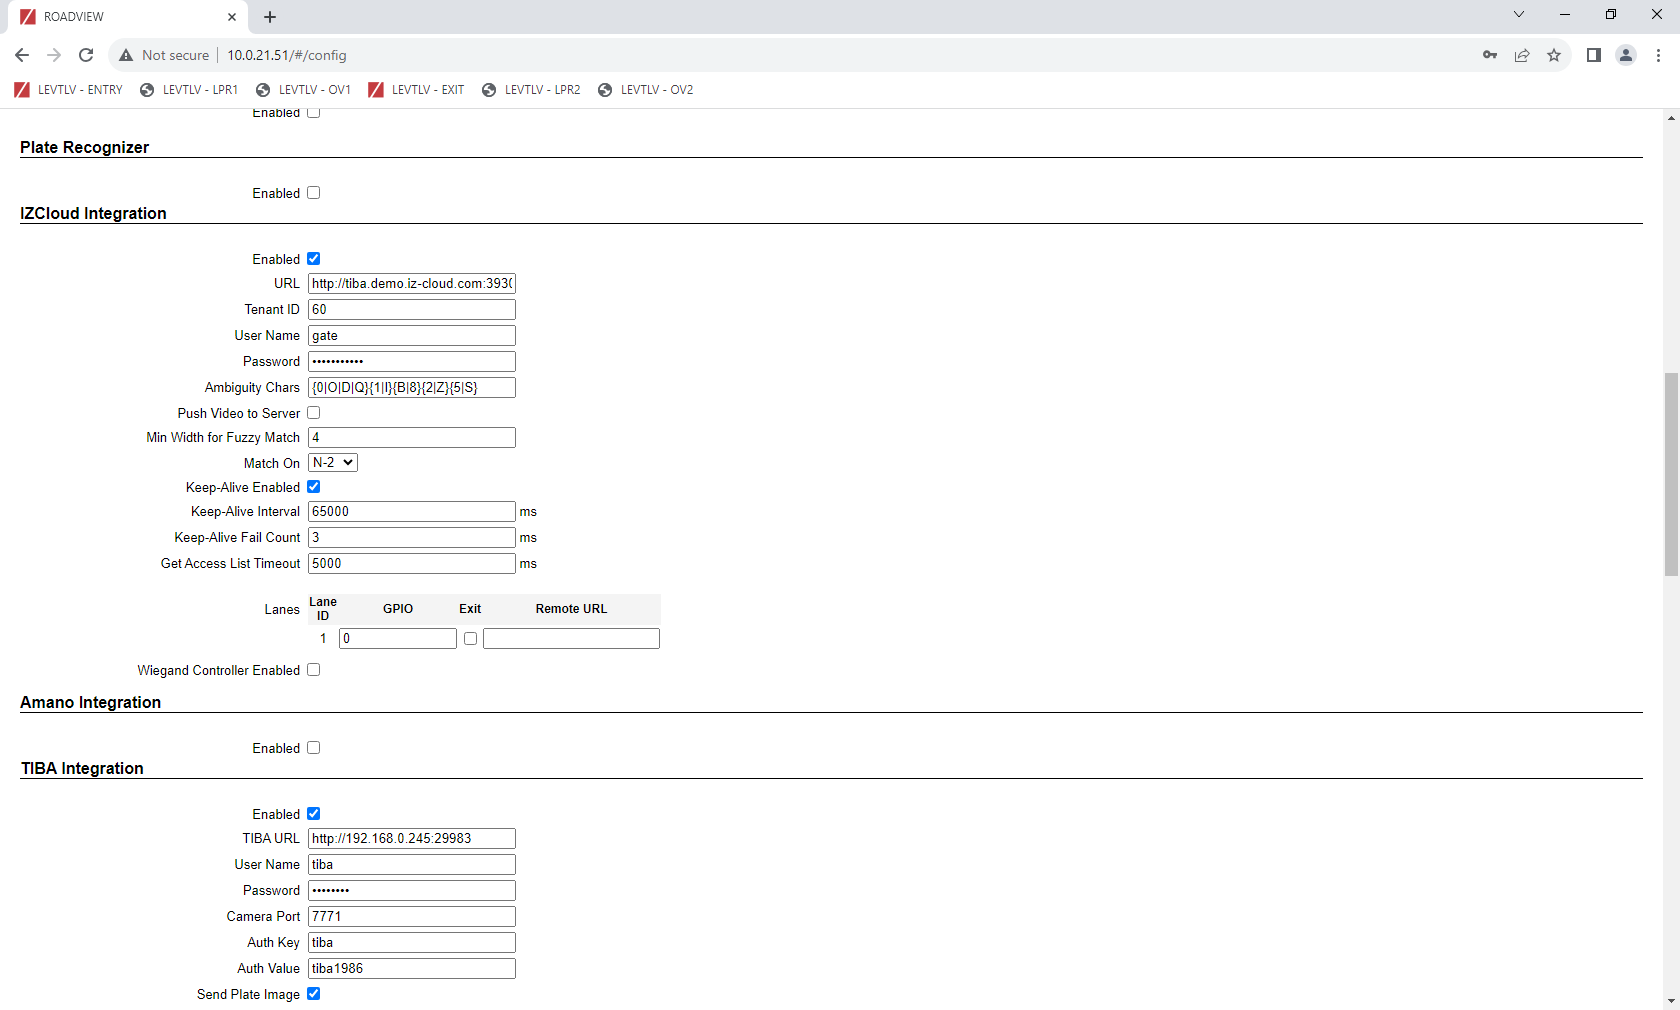 ROADVIEW
Not secure 10.0.21.51/#/config
LEVTLV - ENTRY LEVTLV - LPR1 LEVTLV - OV1 LEVTLV - EXIT LEVTLV - LPR2 LEVTLV - OV2
Enabled
Plate Recognizer
Enabled
IZCloud Integration
Enabled
URL http://tiba.demo.iz-cloud.com:3930
Tenant ID 60
User Name gate
Password •••••••••••
Ambiguity Chars {0|O|D|Q}{1|I}{B|8}{2|Z}{5|S}
Push Video to Server
Min Width for Fuzzy Match 4
Match On N-2
Keep-Alive Enabled
Keep-Alive Interval 65000 ms
Keep-Alive Fail Count 3 ms
Get Access List Timeout 5000 ms
Lanes Lane ID GPIO Exit Remote URL
1 0
Wiegand Controller Enabled
Amano Integration
Enabled
TIBA Integration
Enabled
TIBA URL http://192.168.0.245:29983
User Name tiba
Password ••••••••
Camera Port 7771
Auth Key tiba
Auth Value tiba1986
Send Plate Image